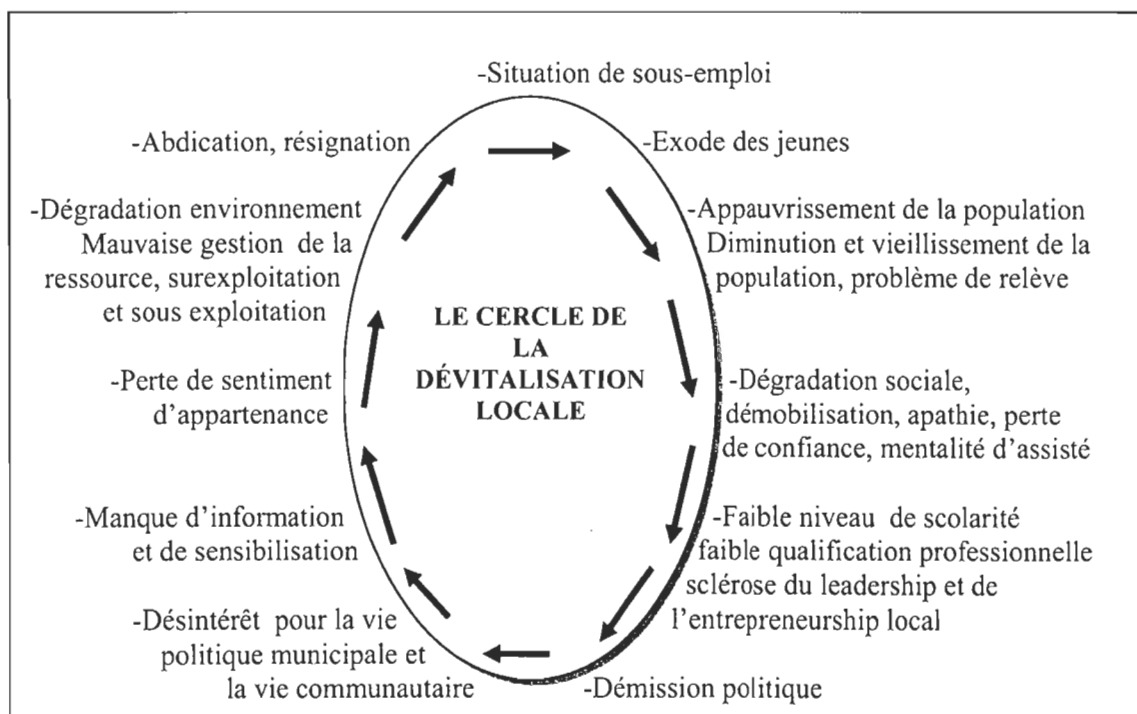 -Situation de sous-emploi
-Exode des jeunes
-Appauvrissement de la population
Diminution et vieillissement de la
population, problème de relève
-Dégradation sociale,
démobilisation, apathie, perte
de confiance, mentalité d'assisté
-Faible niveau de scolarité
faible qualification professionnelle
sclérose du leadership et de
l'entrepreneurship local
-Démission politique
-Désintérêt pour la vie
politique municipale et
la vie communautaire
-Manque d'information
et de sensibilisation
-Perte de sentiment
d'appartenance
-Dégradation environnement
Mauvaise gestion de la
ressource, surexploitation
et sous exploitation
-Abdication, résignation
LE CERCLE DE
LA
DÉVITALISATION
LOCALE